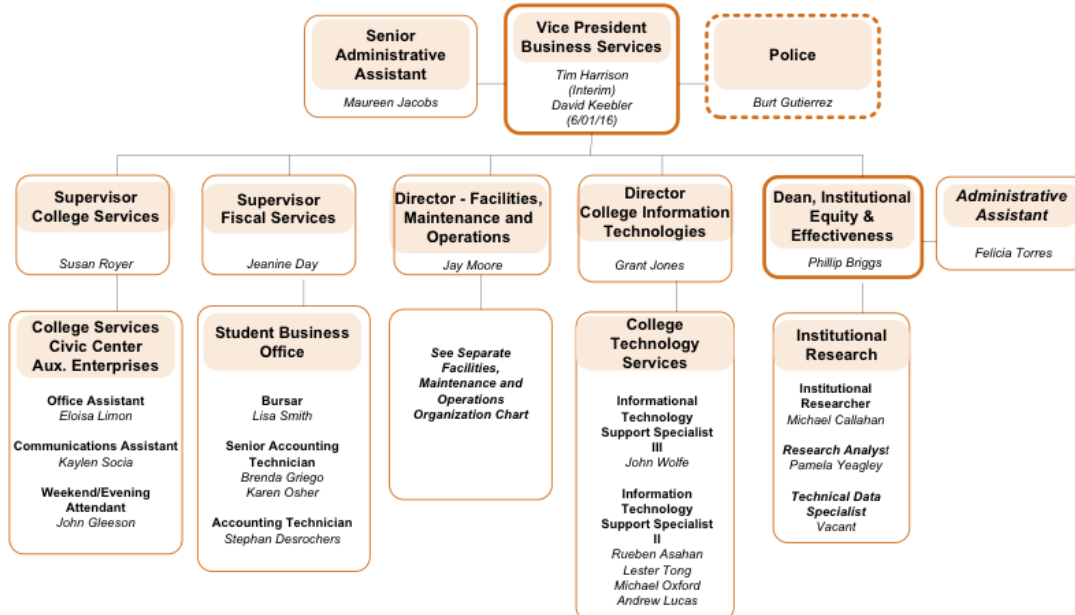 Senior
Administrative
Assistant
Maureen Jacobs
Vice President
Business Services
Tim Harrison
(Interim)
David Keebler
(6/01/16)
Police
Burt Gutierrez
Supervisor
College Services
Susan Royer
Supervisor
Fiscal Services
Jeanine Day
Director - Facilities,
Maintenance and
Operations
Jay Moore
Director
College Information
Technologies
Grant Jones
Dean, Institutional
Equity &
Effectiveness
Phillip Briggs
Administrative
Assistant
Felicia Torres
College Services
Civic Center
Aux. Enterprises
Office Assistant
Eloisa Limon
Communications Assistant
Kaylen Socia
Weekend/Evening
Attendant
John Gleeson
Student Business
Office
Bursar
Lisa Smith
Senior Accounting
Technician
Brenda Griego
Karen Osher
Accounting Technician
Stephan Desrochers
See Separate
Facilities,
Maintenance and
Operations
Organization Chart
College
Technology
Services
Informational
Technology
Support Specialist
III
John Wolfe
Information
Technology
Support Specialist
II
Rueben Asahan
Lester Tong
Michael Oxford
Andrew Lucas
Institutional
Research
Institutional
Researcher
Michael Callahan
Research Analyst
Pamela Yeagley
Technical Data
Specialist
Vacant